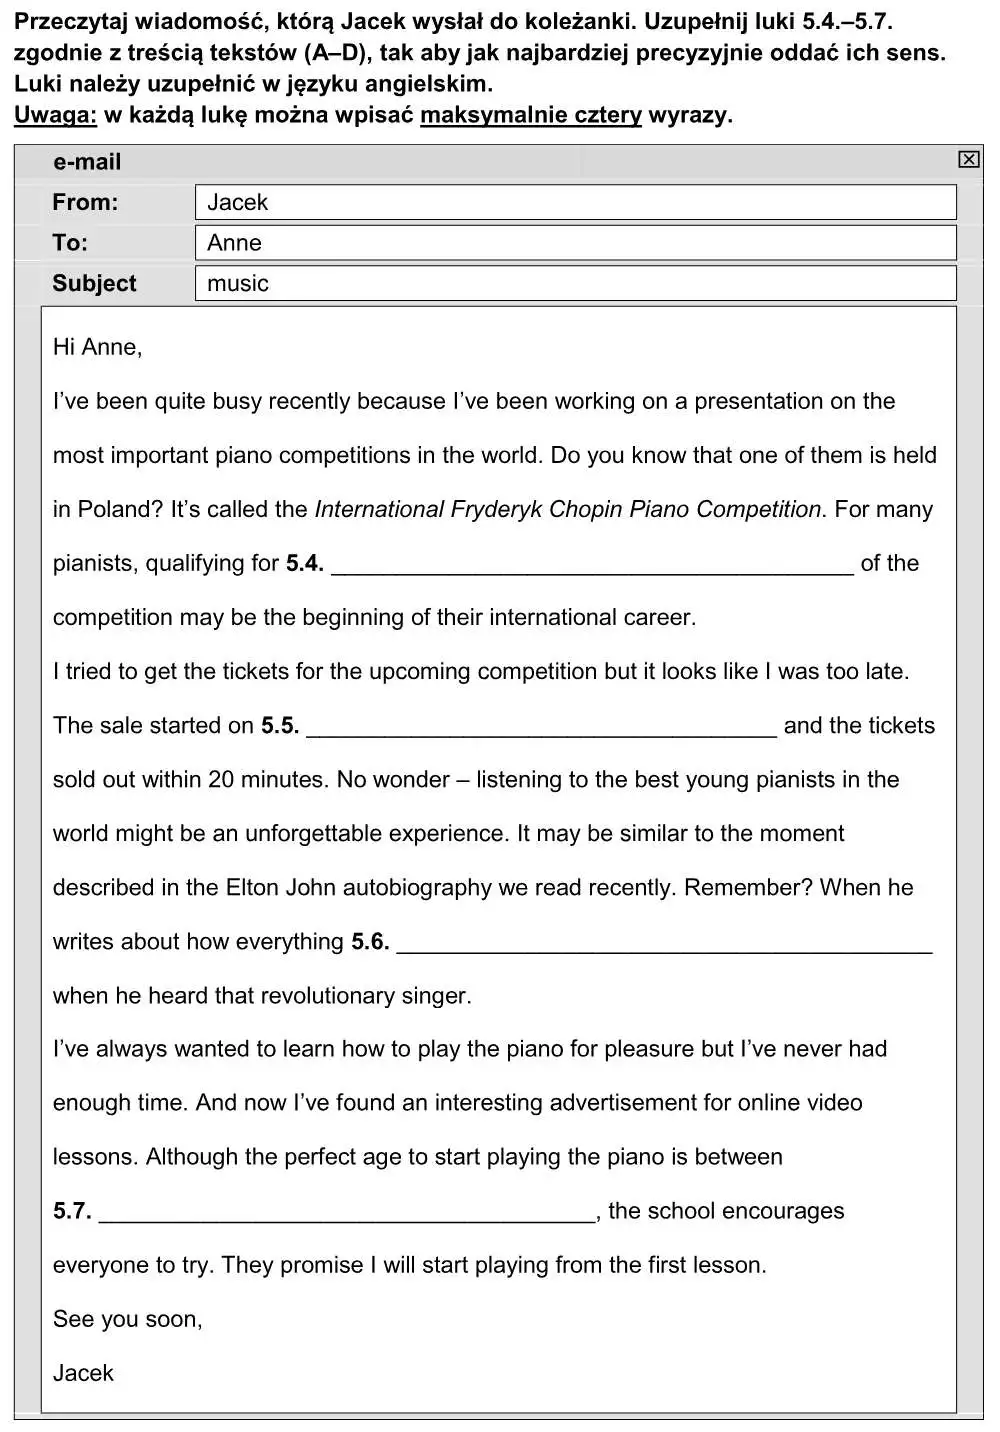 Przeczytaj wiadomość, którą Jacek wysłał do koleżanki. Uzupełnij luki 5.4.–5.7.
zgodnie z treścią tekstów (A–D), tak aby jak najbardziej precyzyjnie oddać ich sens.
Luki należy uzupełnić w języku angielskim.
Uwaga: w każdą lukę można wpisać maksymalnie cztery wyrazy.
e-mail
From: Jacek
To: Anne
Subject music
Hi Anne,
I've been quite busy recently because I've been working on a presentation on the
most important piano competitions in the world. Do you know that one of them is held
in Poland? It's called the International Fryderyk Chopin Piano Competition. For many
pianists, qualifying for 5.4. ________________________________________ of the
competition may be the beginning of their international career.
I tried to get the tickets for the upcoming competition but it looks like I was too late.
The sale started on 5.5. ____________________________________ and the tickets
sold out within 20 minutes. No wonder – listening to the best young pianists in the
world might be an unforgettable experience. It may be similar to the moment
described in the Elton John autobiography we read recently. Remember? When he
writes about how everything 5.6. _________________________________________
when he heard that revolutionary singer.
I've always wanted to learn how to play the piano for pleasure but I've never had
enough time. And now I've found an interesting advertisement for online video
lessons. Although the perfect age to start playing the piano is between
5.7. ______________________________________, the school encourages
everyone to try. They promise I will start playing from the first lesson.
See you soon,
Jacek